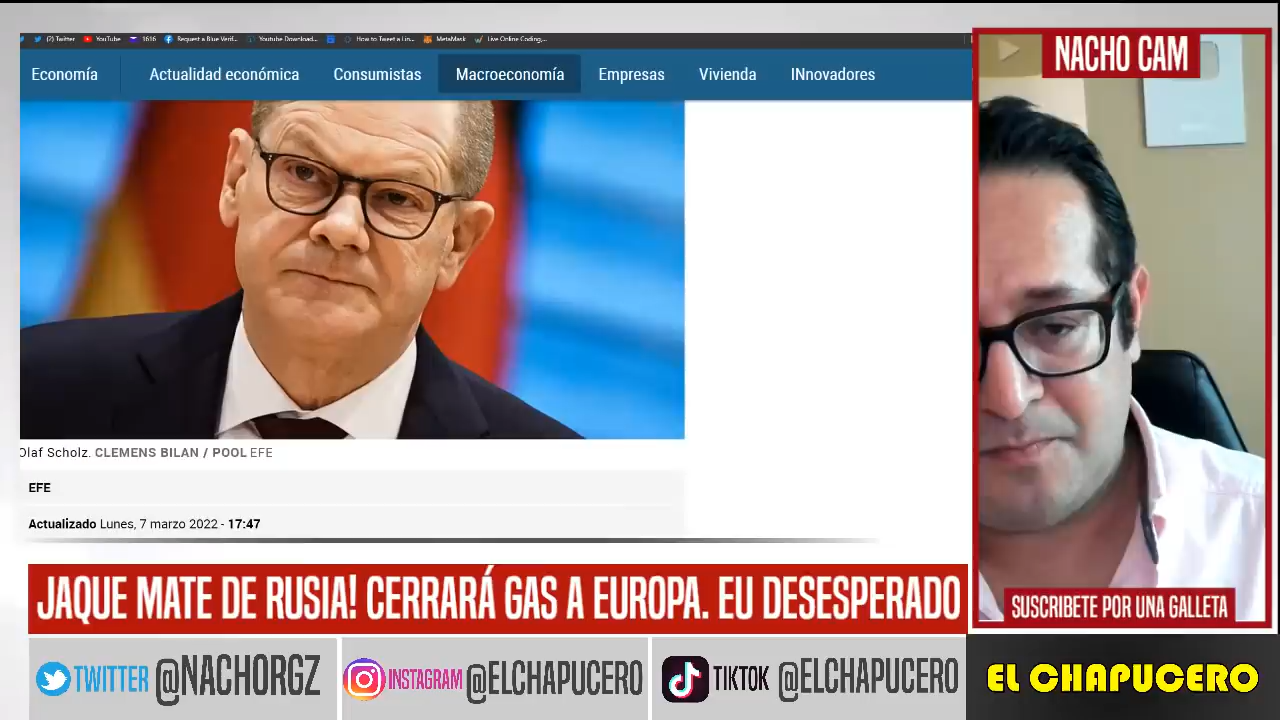 (2) Twitter YouTube 1616 Request a Blue Verif... Youtube Download... How to Tweet a Lin... MetaMask Live Online Coding,...
Economía Actualidad económica Consumistas Macroeconomía Empresas Vivienda INnovadores
Olaf Scholz. CLEMENS BILAN / POOL EFE
EFE
Actualizado Lunes, 7 marzo 2022 - 17:47
NACHO CAM
SUSCRIBETE POR UNA GALLETA
JAQUE MATE DE RUSIA! CERRARÁ GAS A EUROPA. EU DESESPERADO
TWITTER @NACHORGZ INSTAGRAM @ELCHAPUCERO TIKTOK @ELCHAPUCERO
EL CHAPUCERO